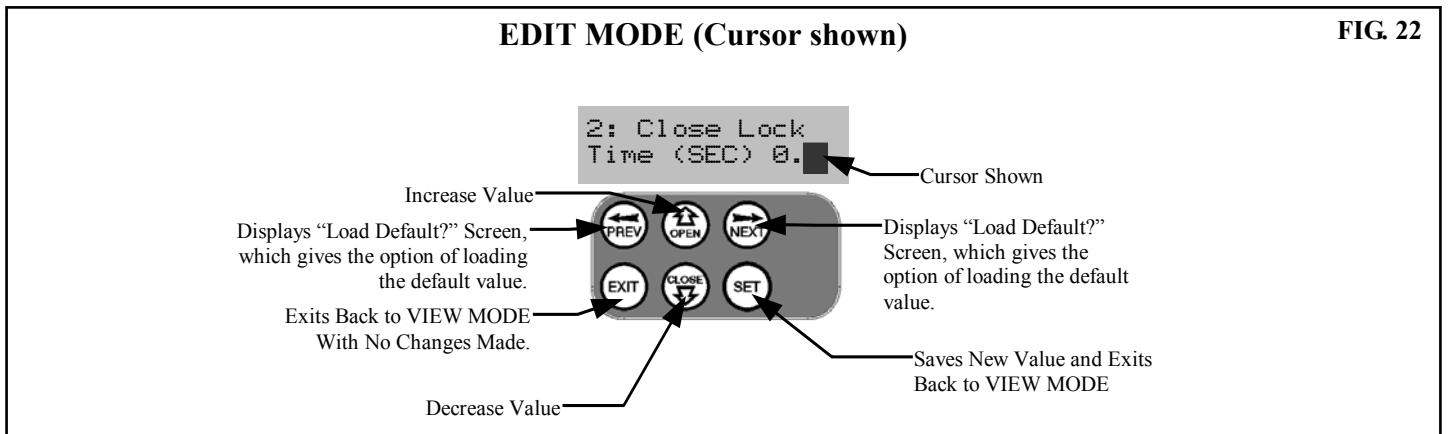 EDIT MODE (Cursor shown)
FIG. 22
2: Close Lock
Time (SEC) 0.
Cursor Shown
Increase Value
Displays “Load Default?” Screen,
which gives the option of loading
the default value.
Exits Back to VIEW MODE
With No Changes Made.
Decrease Value
PREV
OPEN
NEXT
EXIT
CLOSE
SET
Displays “Load Default?”
Screen, which gives the
option of loading the default
value.
Saves New Value and Exits
Back to VIEW MODE